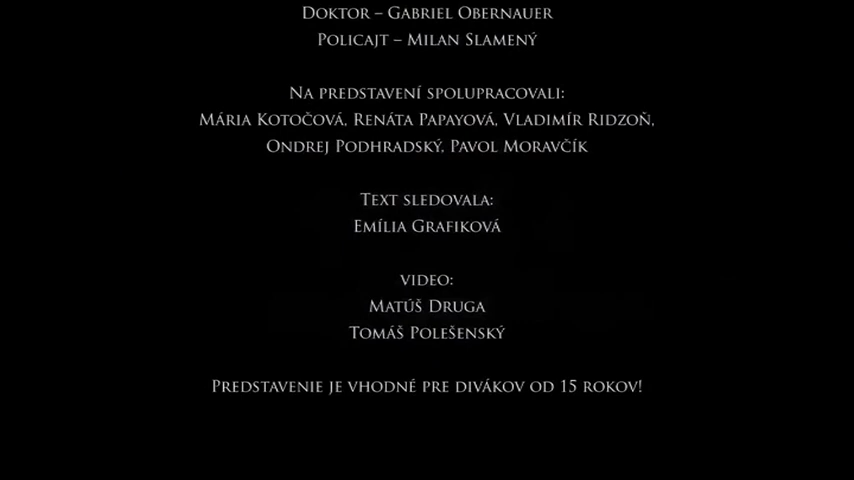 Doktor – Gabriel Obernauer
Policajt – Milan Slamený
Na predstavení spolupracovali:
Mária Kotočová, Renáta Papayová, Vladimír Ridzoň,
Ondrej Podhradský, Pavol Moravčík
Text sledovala:
Emília Grafiková
video:
Matúš Druga
Tomáš Polešenský
Predstavenie je vhodné pre divákov od 15 rokov!